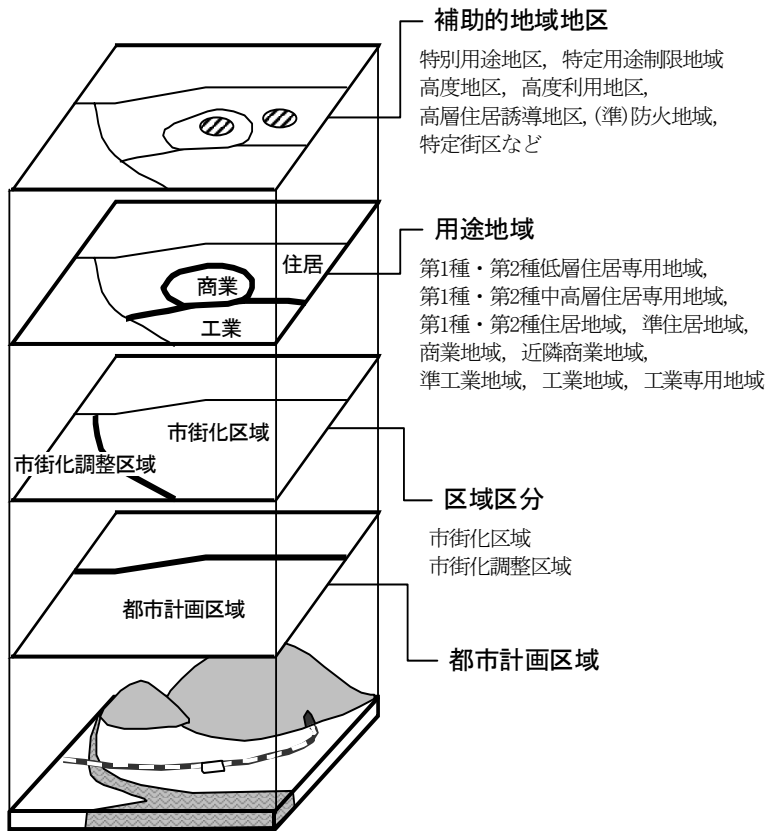 補助的地域地区
特別用途地区，特定用途制限地域
高度地区，高度利用地区，
高層住居誘導地区，(準)防火地域，
特定街区など
用途地域
第1種・第2種低層住居専用地域，
第1種・第2種中高層住居専用地域，
第1種・第2種住居地域，準住居地域，
商業地域，近隣商業地域，
準工業地域，工業地域，工業専用地域
住居
商業
工業
市街化区域
市街化調整区域
区域区分
市街化区域
市街化調整区域
都市計画区域
都市計画区域